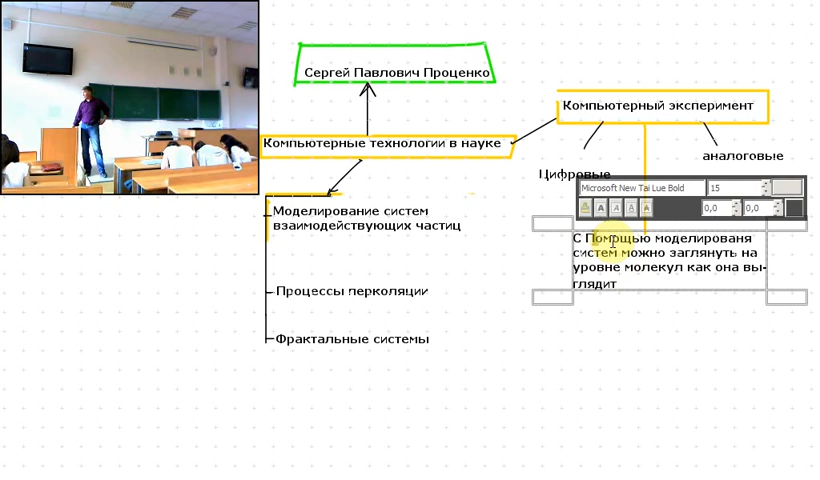 Сергей Павлович Проценко
Компьютерный эксперимент
Компьютерные технологии в науке
аналоговые
Цифровые
Microsoft New Tai Lue Bold 15
A A A A
0,0 0,0
Моделирование систем
взаимодействующих частиц
С Помощью моделированя
систем можно заглянуть на
уровне молекул как она вы-
глядит
Процессы перколяции
Фрактальные системы